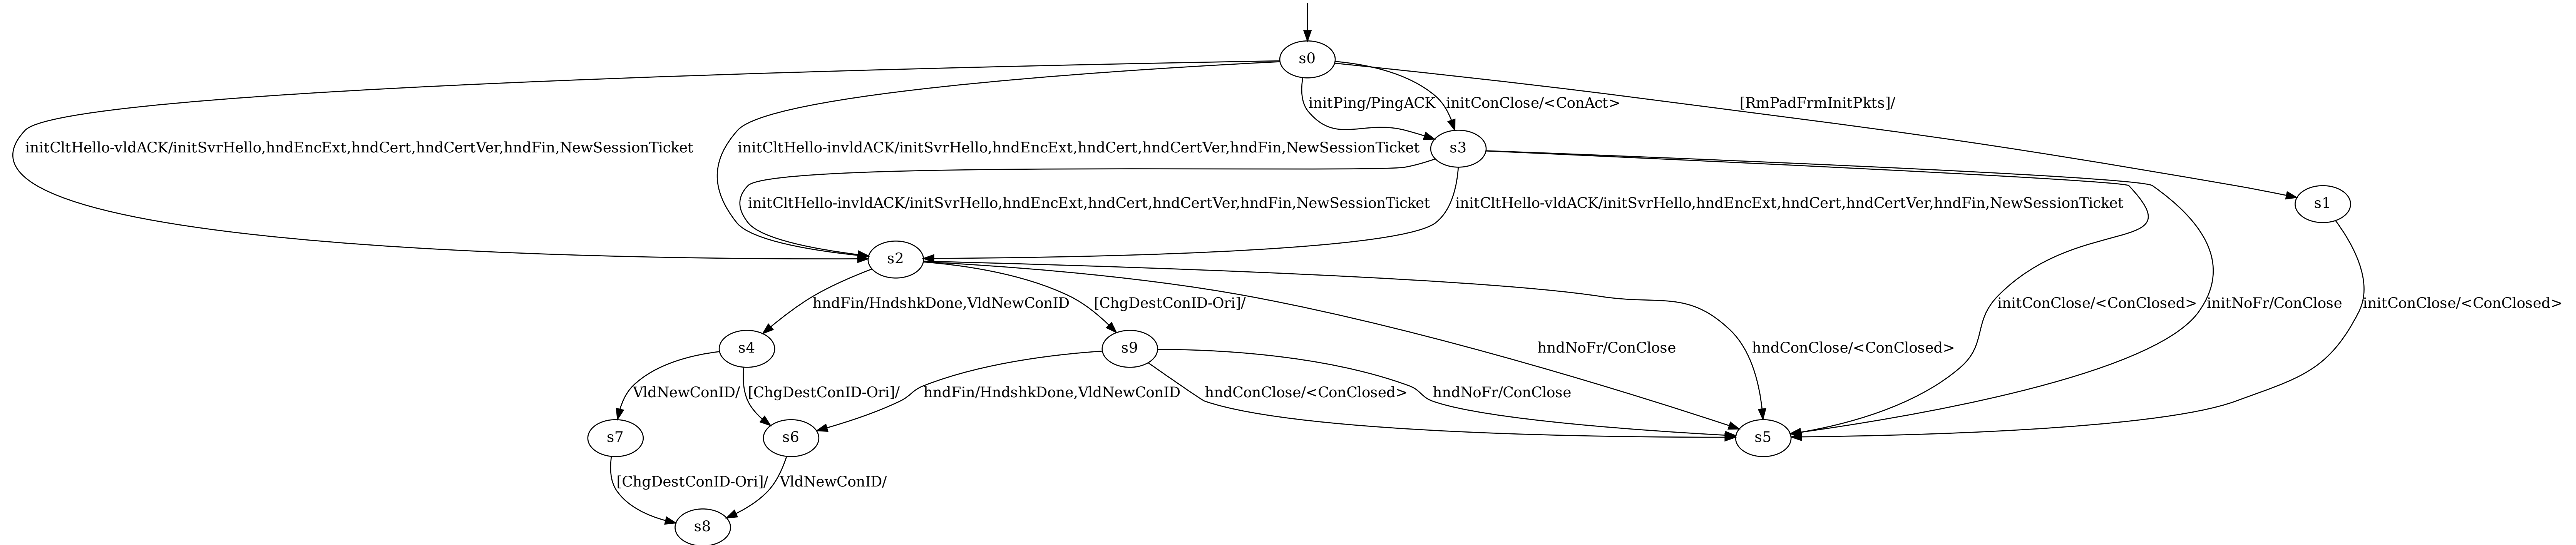 s0
initPing/PingACK
initConClose/<ConAct>
[RmPadFrmInitPkts]/
initCltHello-vldACK/initSvrHello,hndEncExt,hndCert,hndCertVer,hndFin,NewSessionTicket
initCltHello-invldACK/initSvrHello,hndEncExt,hndCert,hndCertVer,hndFin,NewSessionTicket
s3
initCltHello-invldACK/initSvrHello,hndEncExt,hndCert,hndCertVer,hndFin,NewSessionTicket
initCltHello-vldACK/initSvrHello,hndEncExt,hndCert,hndCertVer,hndFin,NewSessionTicket
s1
s2
hndFin/HndshkDone,VldNewConID
[ChgDestConID-Ori]/
initConClose/<ConClosed>
initNoFr/ConClose
initConClose/<ConClosed>
s4
s9
hndNoFr/ConClose
hndConClose/<ConClosed>
VldNewConID/
[ChgDestConID-Ori]/
hndFin/HndshkDone,VldNewConID
hndConClose/<ConClosed>
hndNoFr/ConClose
s7
s6
s5
[ChgDestConID-Ori]/
VldNewConID/
s8